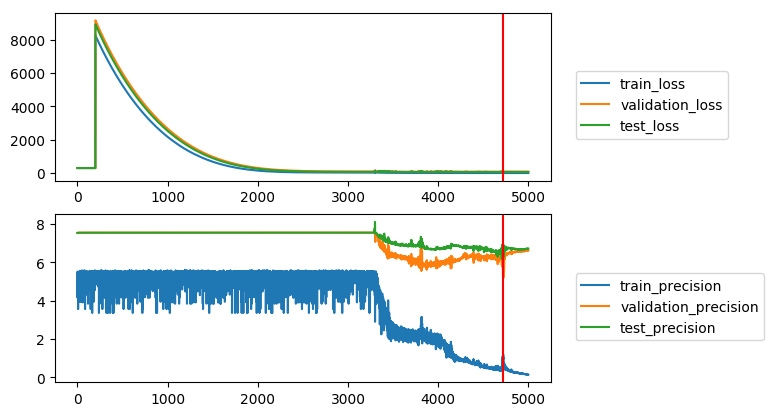 8000
6000
4000
2000
0
0 1000 2000 3000 4000 5000
train_loss
validation_loss
test_loss
8
6
4
2
0
0 1000 2000 3000 4000 5000
train_precision
validation_precision
test_precision